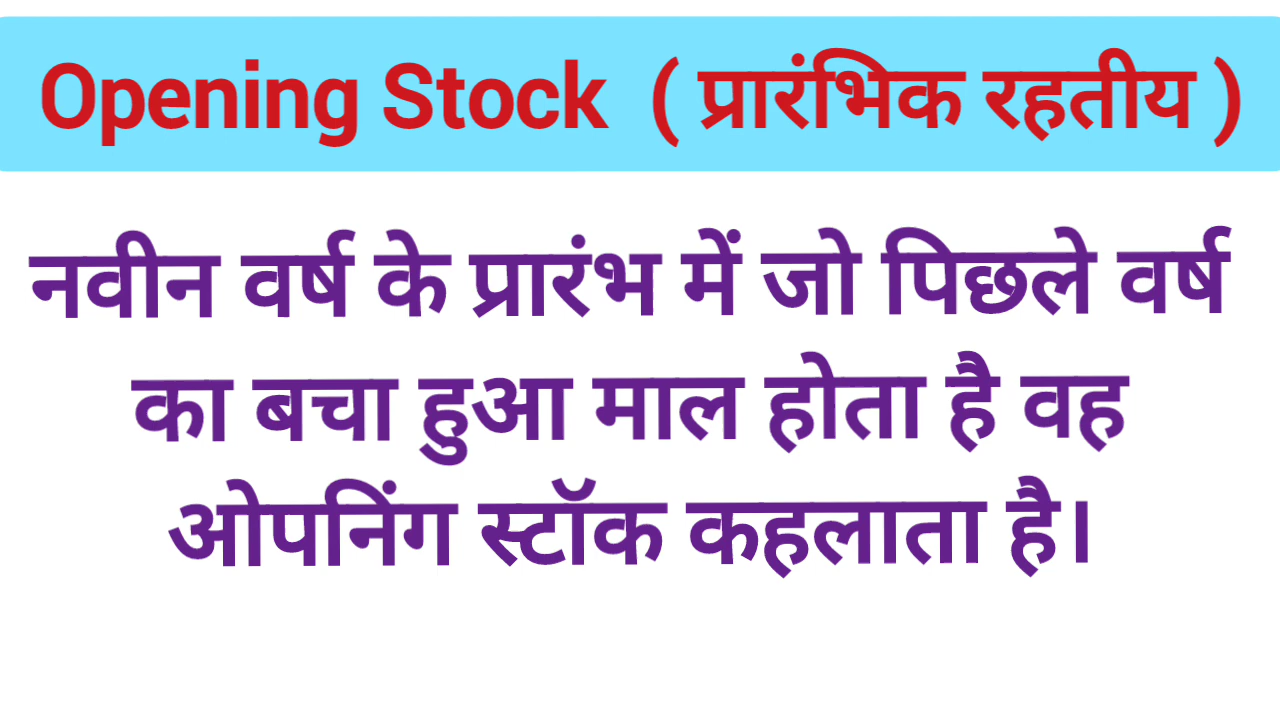 Opening Stock ( प्रारंभिक रहतीय )
नवीन वर्ष के प्रारंभ में जो पिछले वर्ष
का बचा हुआ माल होता है वह
ओपनिंग स्टॉक कहलाता है।